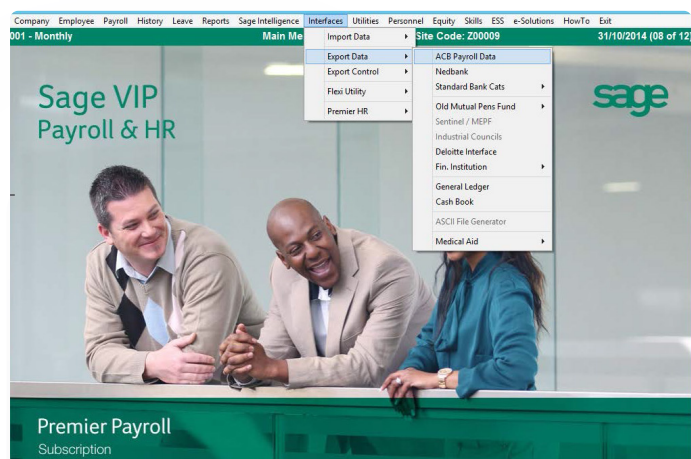 Company Employee Payroll History Leave Reports Sage Intelligence Interfaces Utilities Personnel Equity Skills ESS e-Solutions HowTo Exit
001 - Monthly Main Me Site Code: Z00009 31/10/2014 (08 of 12)
Import Data
Export Data
Export Control
Flexi Utility
Premier HR
ACB Payroll Data
Nedbank
Standard Bank Cats
Old Mutual Pens Fund
Sentinel / MEPF
Industrial Councils
Deloitte Interface
Fin. Institution
General Ledger
Cash Book
ASCII File Generator
Medical Aid
Sage VIP
Payroll & HR
sage
Premier Payroll
Subscription